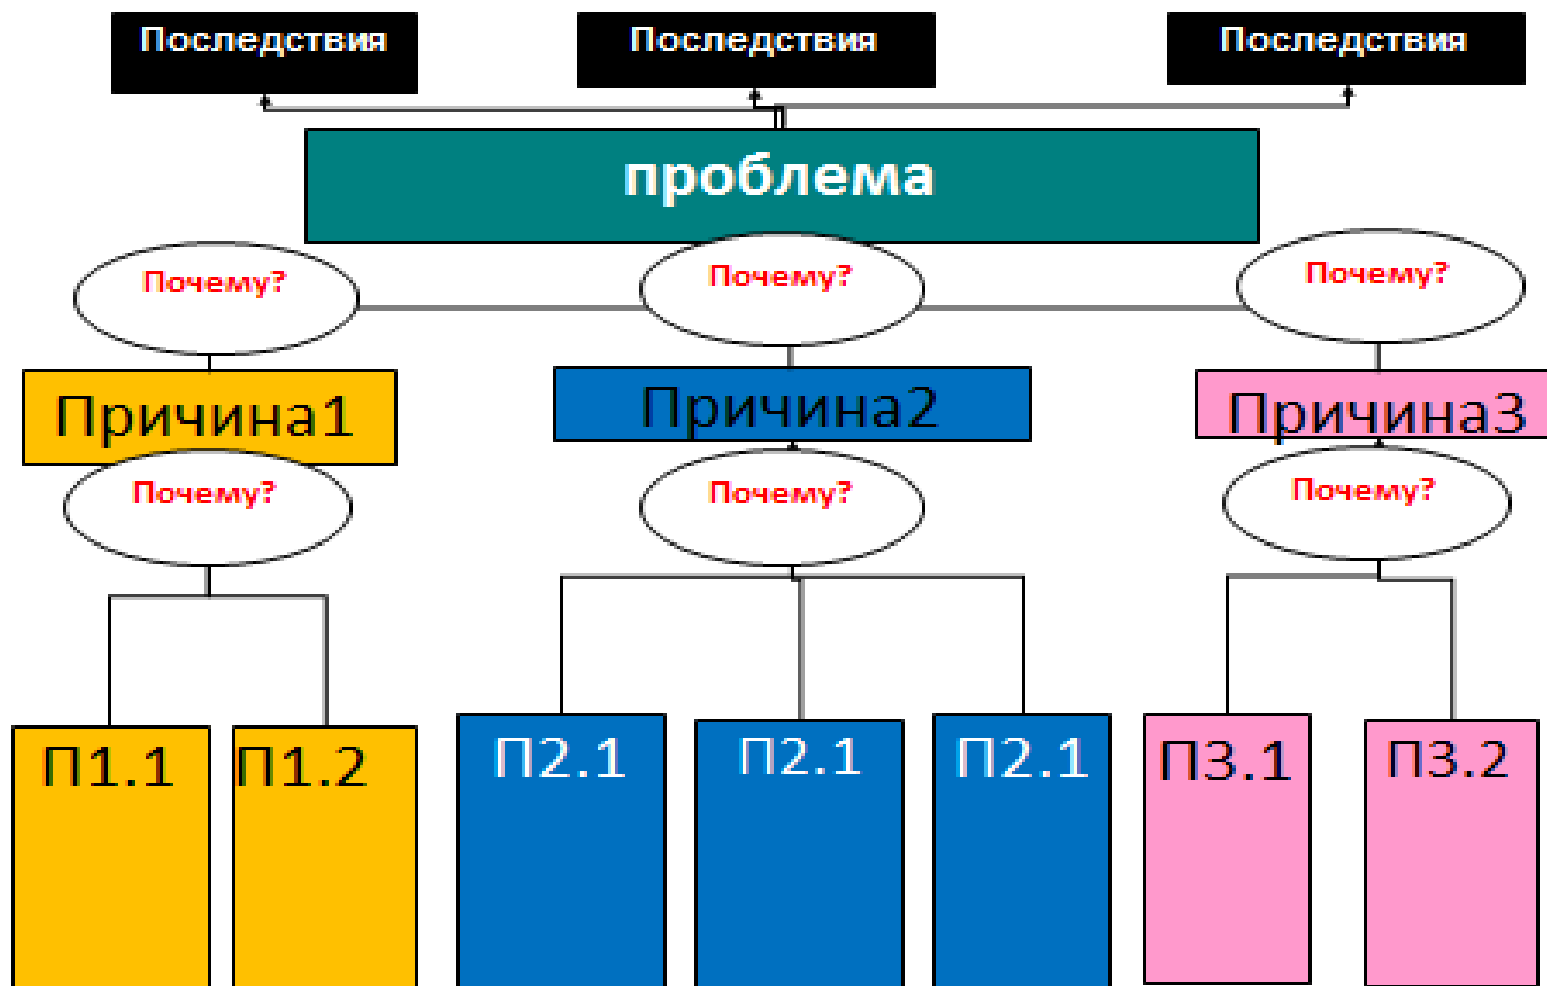 Последствия
Последствия
Последствия
проблема
Почему?
Почему?
Почему?
Причина1
Причина2
Причина3
Почему?
Почему?
Почему?
П1.1
П1.2
П2.1
П2.1
П2.1
П3.1
П3.2